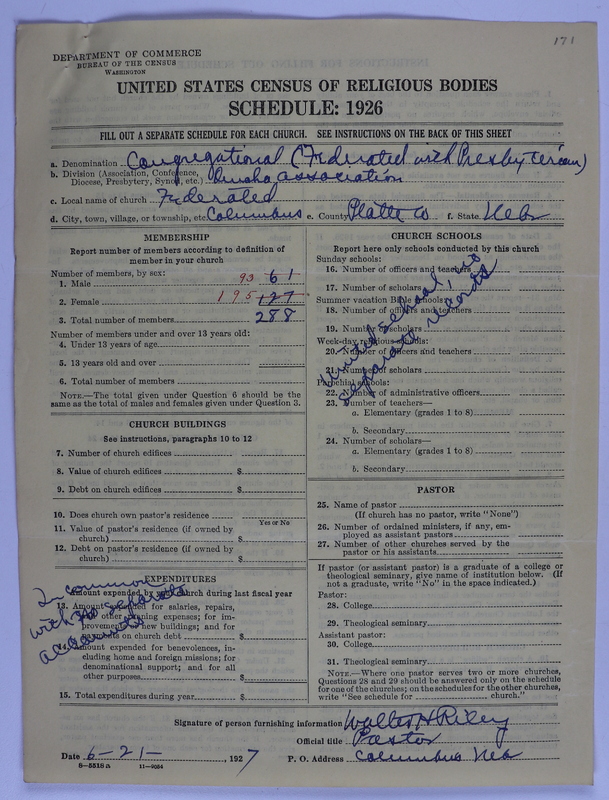 171
DEPARTMENT OF COMMERCE
BUREAU OF THE CENSUS
WASHINGTON
UNITED STATES CENSUS OF RELIGIOUS BODIES
SCHEDULE: 1926
FILL OUT A SEPARATE SCHEDULE FOR EACH CHURCH. SEE INSTRUCTIONS ON THE BACK OF THIS SHEET
a. Denomination Congregational (Federated with Presbyterian)
b. Division (Association, Conference, Diocese, Presbytery, Synod, etc.) Omaha association
c. Local name of church Federated
d. City, town, village, or township, etc. Columbus e. County Platte Co f. State Neb
MEMBERSHIP
Report number of members according to definition of
member in your church
Number of members, by sex:
1. Male 93 61
2. Female 195 127
3. Total number of members 288
Number of members under and over 13 years old:
4. Under 13 years of age
5. 13 years old and over
6. Total number of members
NOTE.—The total given under Question 6 should be
same as the total of males and females given under Question 3.
CHURCH BUILDINGS
See instructions, paragraphs 10 to 12
7. Number of church edifices
8. Value of church edifices $
9. Debt on church edifices $
10. Does church own pastor's residence
Yes or No
11. Value of pastor's residence (if owned by
church) $
12. Debt on pastor's residence (if owned by
church) $
EXPENDITURES
Amount expended by church during last fiscal year
13. Amount expended for salaries, repairs,
and other running expenses; for im-
provements, new buildings; and for
payments on church debt $
14. Amount expended for benevolences, in-
cluding home and foreign missions; for
denominational support; and for all
other purposes $
15. Total expenditures during year $
In common
with no separate
accounts
CHURCH SCHOOLS
Report here only schools conducted by this church
Sunday schools:
16. Number of officers and teachers
17. Number of scholars
Summer vacation Bible schools:
18. Number of officers and teachers
19. Number of scholars
Week-day religious schools:
20. Number of officers and teachers
21. Number of scholars
Parochial schools:
22. Number of administrative officers
23. Number of teachers—
a. Elementary (grades 1 to 8)
b. Secondary
24. Number of scholars—
a. Elementary (grades 1 to 8)
b. Secondary
United school, no
separate records
PASTOR
25. Name of pastor
(If church has no pastor, write "None")
26. Number of ordained ministers, if any, em-
ployed as assistant pastors
27. Number of other churches served by the
pastor or his assistants
If pastor (or assistant pastor) is a graduate of a college or
theological seminary, give name of institution below. (If
not a graduate, write "No" in the space indicated.)
Pastor:
28. College
29. Theological seminary
Assistant pastor:
30. College
31. Theological seminary
NOTE.—Where one pastor serves two or more churches,
Questions 28 and 29 should be answered only on the schedule
for one of the churches; on the schedules for the other churches,
write "See schedule for church."
Signature of person furnishing information Walter H Riley
Official title Pastor
Date 6-21-, 1927 P. O. Address Columbus Neb
8-5518a 11-9564